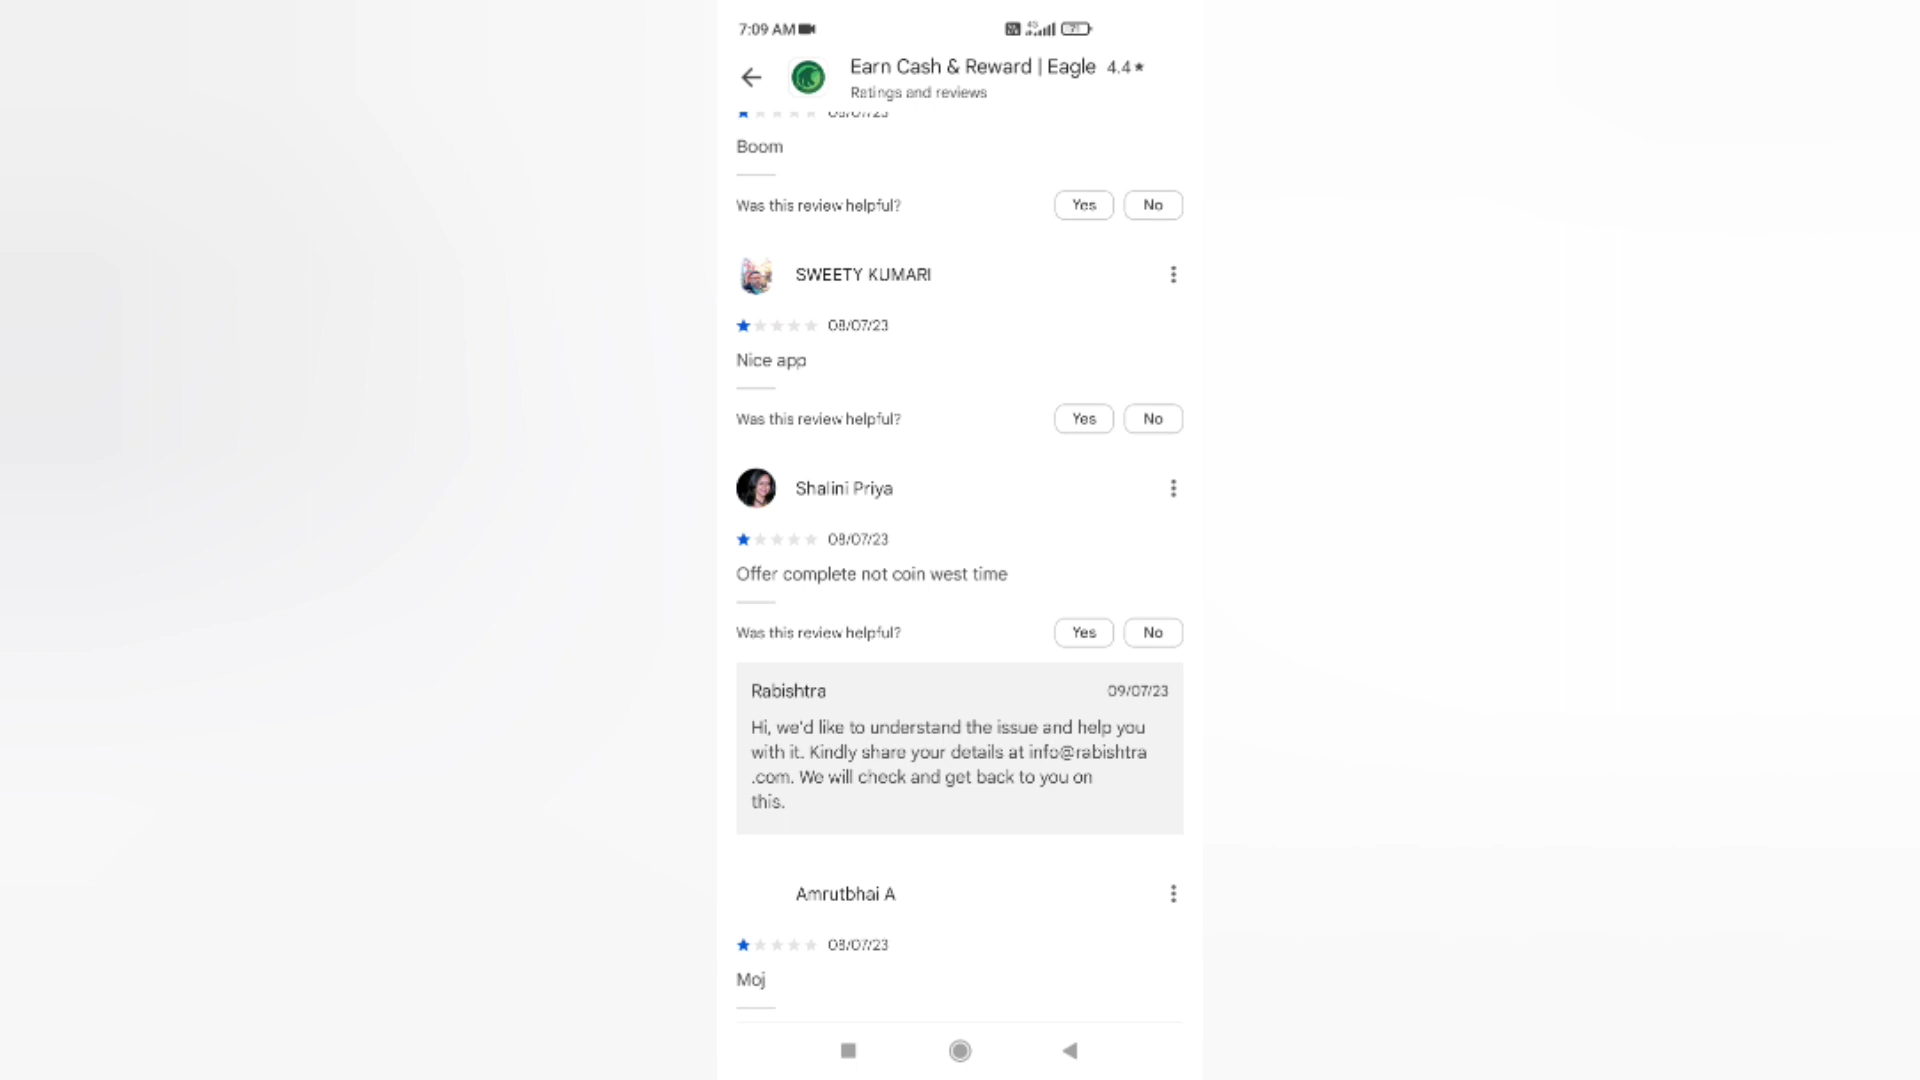 7:09 AM
4G
Earn Cash & Reward | Eagle 4.4★
Ratings and reviews
Boom
Was this review helpful? Yes No
SWEETY KUMARI
08/07/23
Nice app
Was this review helpful? Yes No
Shalini Priya
08/07/23
Offer complete not coin west time
Was this review helpful? Yes No
Rabishtra 09/07/23
Hi, we'd like to understand the issue and help you
with it. Kindly share your details at info@rabishtra
.com. We will check and get back to you on
this.
Amrutbhai A
08/07/23
Moj